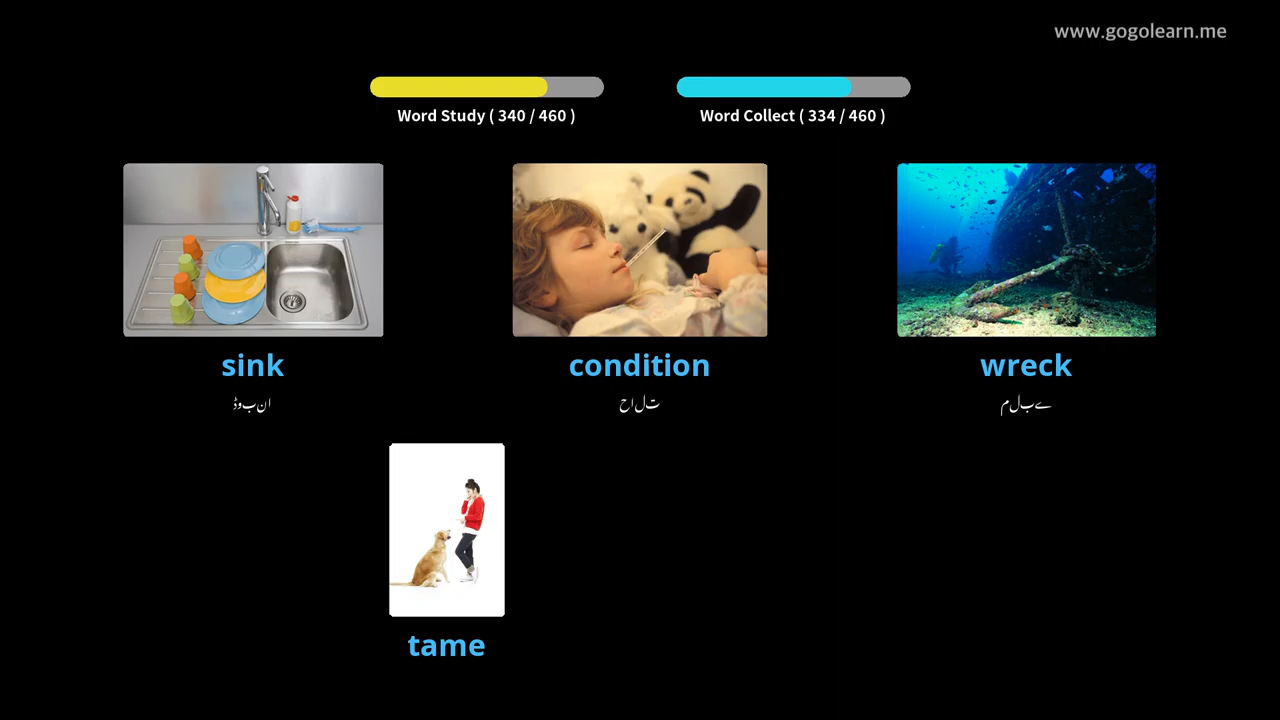 www.gogolearn.me
Word Study ( 340 / 460 )
Word Collect ( 334 / 460 )
sink
condition
wreck
ڈوبنا
حالت
ملبے
tame